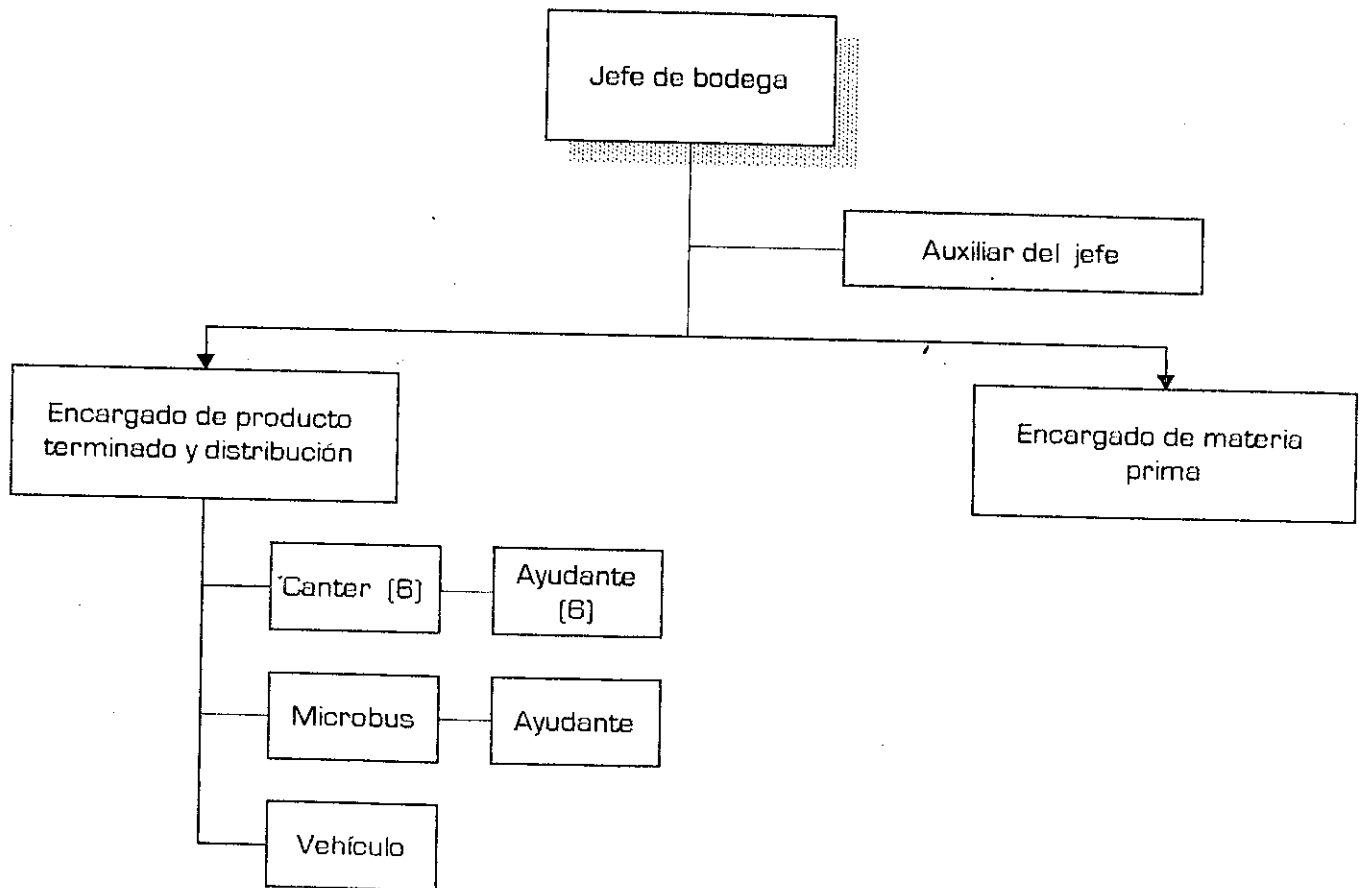 Jefe de bodega
Auxiliar del jefe
Encargado de producto
terminado y distribución
Encargado de materia
prima
Canter (6)
Ayudante
(6)
Microbus
Ayudante
Vehículo